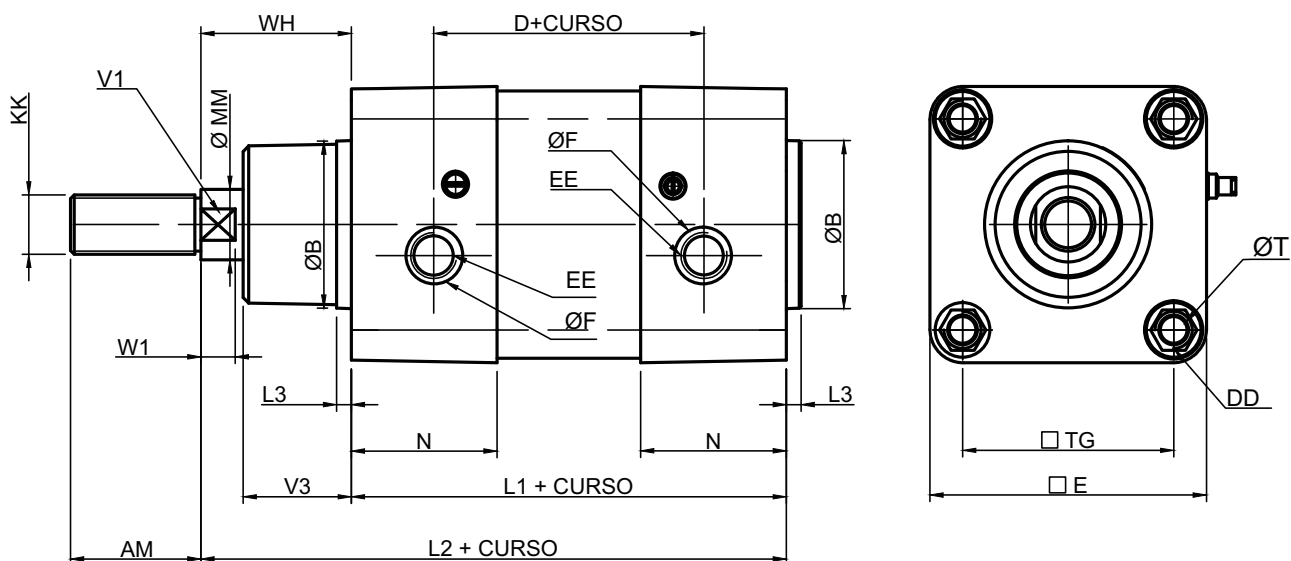 WH
D+CURSO
V1
KK
Ø MM
ØF
EE
ØB
ØB
ØT
EE
ØF
W1
L3
L3
DD
N
N
□ TG
V3
L1 + CURSO
□ E
AM
L2 + CURSO